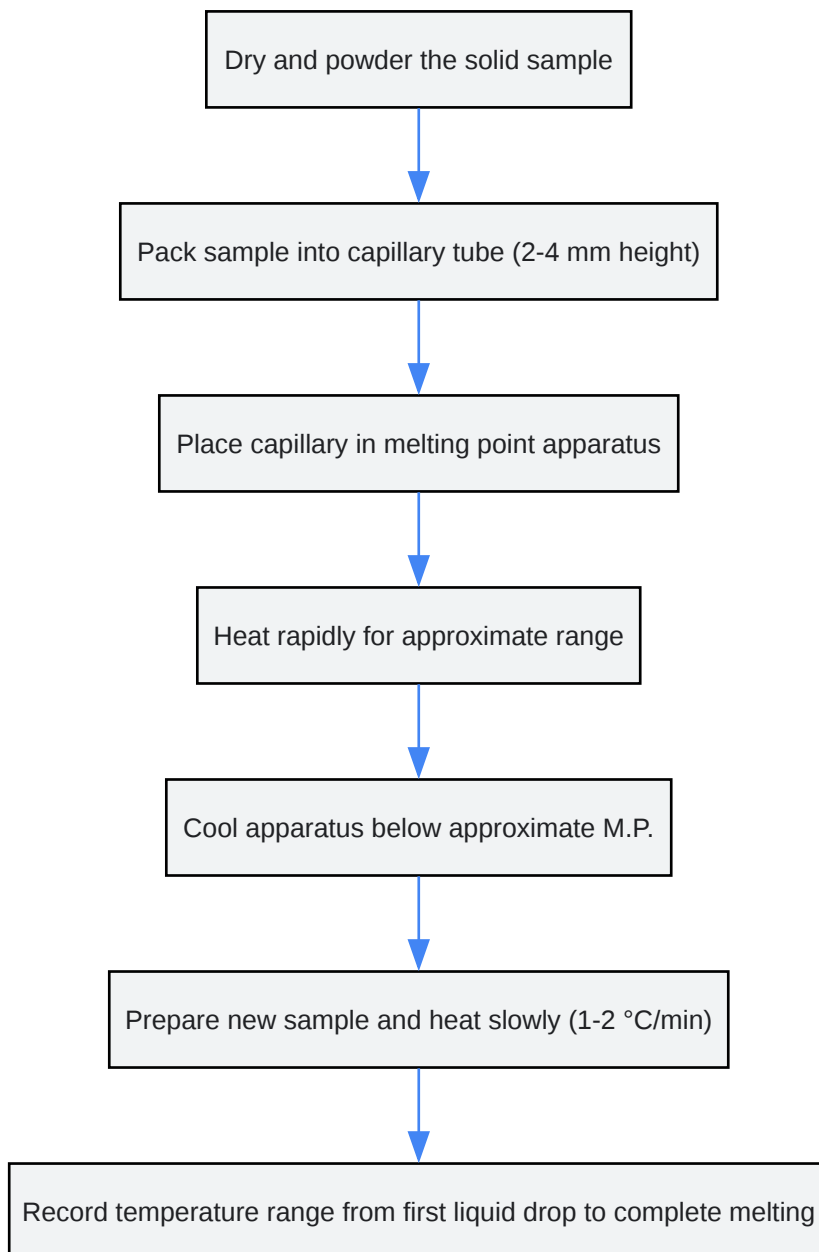 Dry and powder the solid sample
Pack sample into capillary tube (2-4 mm height)
Place capillary in melting point apparatus
Heat rapidly for approximate range
Cool apparatus below approximate M.P.
Prepare new sample and heat slowly (1-2 °C/min)
Record temperature range from first liquid drop to complete melting